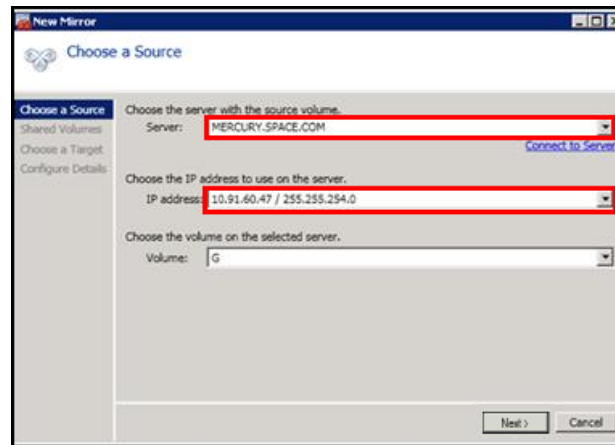 New Mirror
Choose a Source
Choose a Source
Shared Volumes
Choose a Target
Configure Details
Choose the server with the source volume.
Server: MERCURY.SPACE.COM
Connect to Server
Choose the IP address to use on the server.
IP address: 10.91.60.47 / 255.255.254.0
Choose the volume on the selected server.
Volume: G
Next >
Cancel